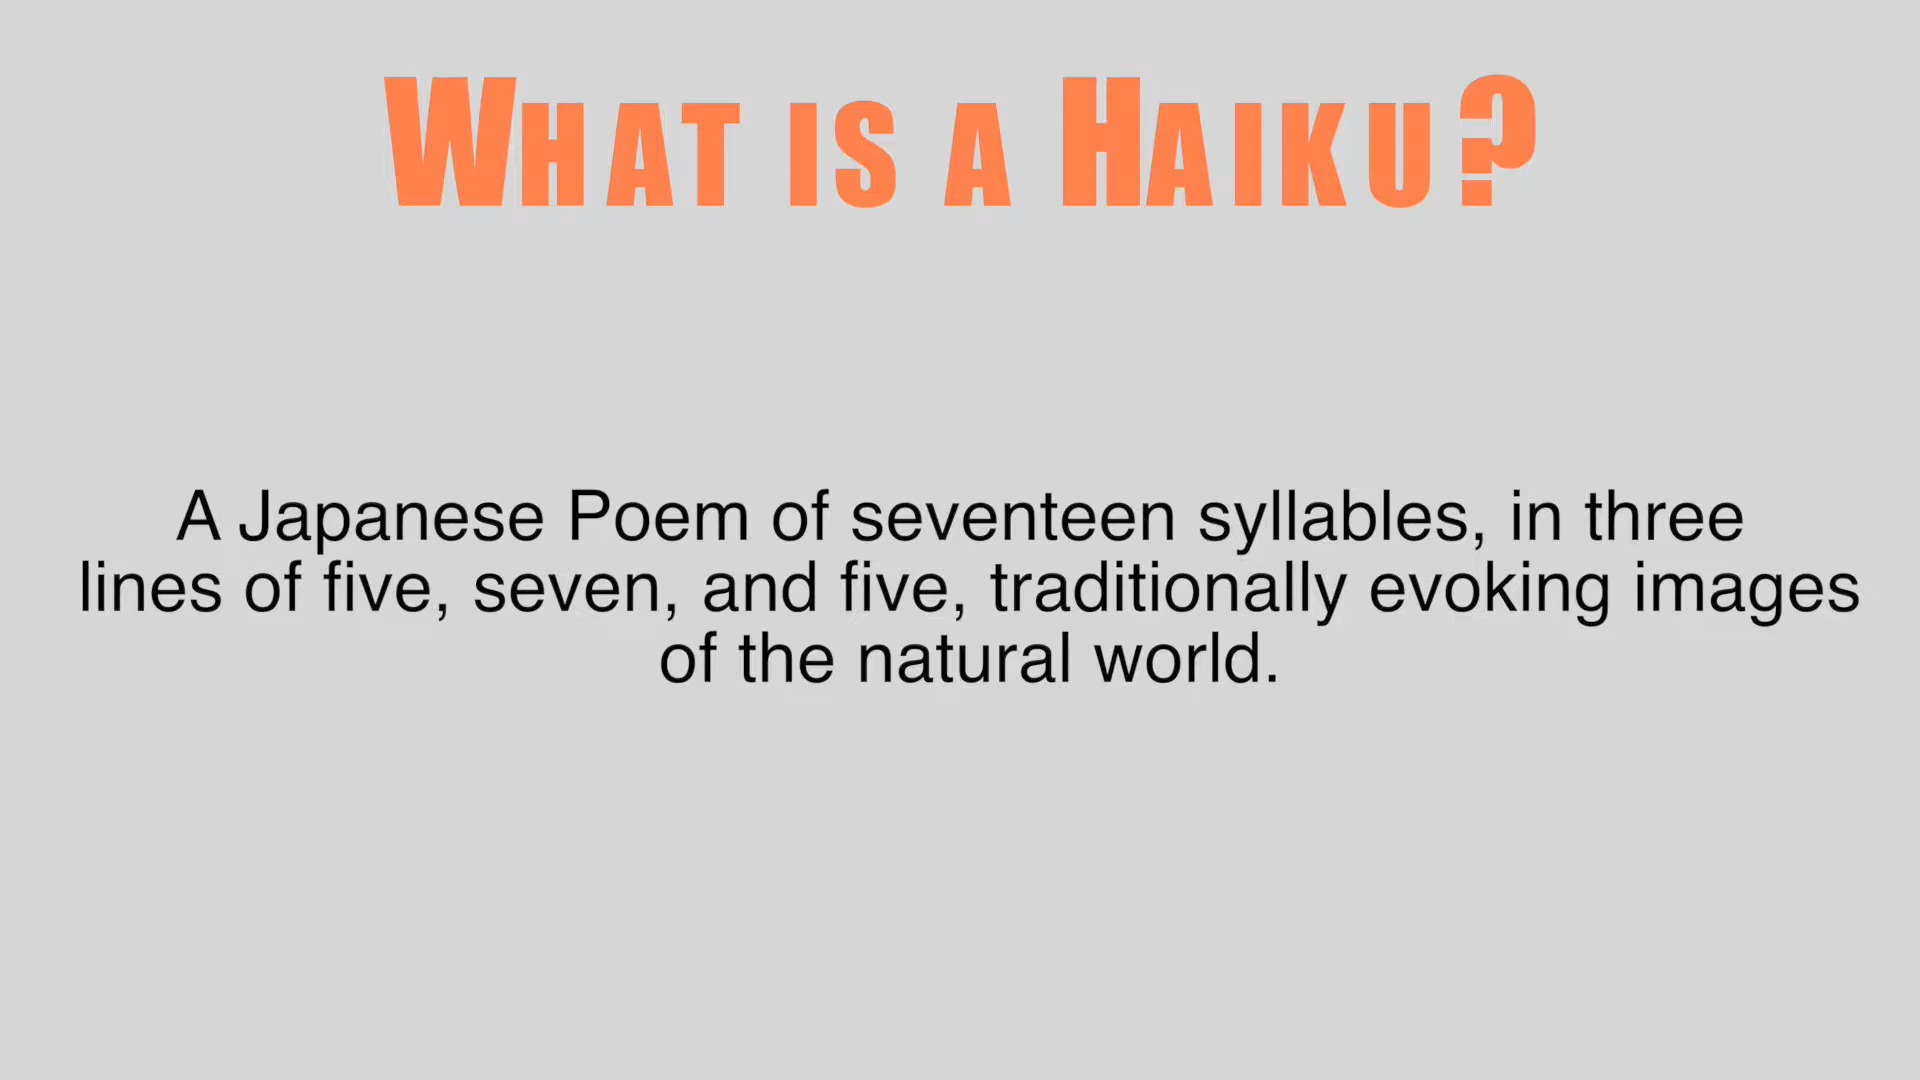 What is a Haiku?
A Japanese Poem of seventeen syllables, in three
lines of five, seven, and five, traditionally evoking images
of the natural world.